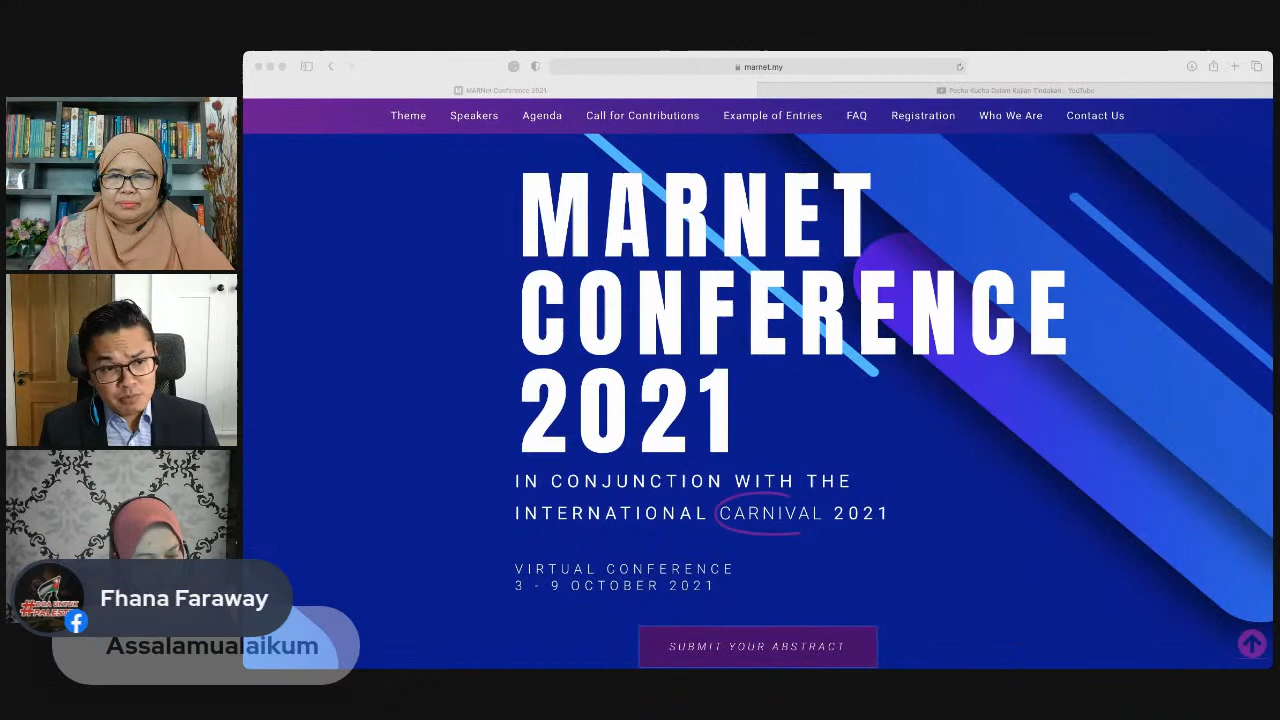 marnet.my
MARNet Conference 2021
Pecha Kucha Dalam Kajian Tindakan - YouTube
Theme
Speakers
Agenda
Call for Contributions
Example of Entries
FAQ
Registration
Who We Are
Contact Us
MARNET
CONFERENCE
2021
IN CONJUNCTION WITH THE
INTERNATIONAL CARNIVAL 2021
VIRTUAL CONFERENCE
3 - 9 OCTOBER 2021
SUBMIT YOUR ABSTRACT
Fhana Faraway
Assalamualaikum